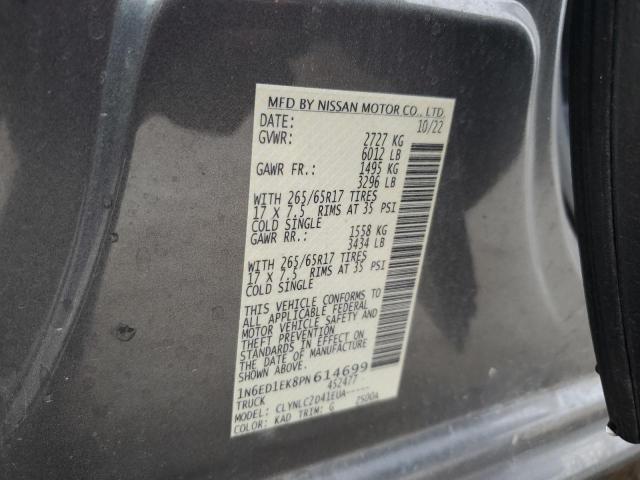 MFD BY NISSAN MOTOR CO., LTD.
DATE: 10/22
GVWR: 2727 KG
6012 LB
GAWR FR.: 1495 KG
3296 LB
WITH 265/65R17 TIRES
17 X 7.5 RIMS AT 35 PSI
COLD SINGLE
GAWR RR.: 1558 KG
3434 LB
WITH 265/65R17 TIRES
17 X 7.5 RIMS AT 35 PSI
COLD SINGLE
THIS VEHICLE CONFORMS TO
ALL APPLICABLE FEDERAL
MOTOR VEHICLE SAFETY AND
THEFT PREVENTION
STANDARDS IN EFFECT ON
THE DATE OF MANUFACTURE
SHOWN ABOVE.
1N6ED1EK8PN614699
TRUCK 452477
MODEL: CLYNLC2D41EUA-----
COLOR: KAD TRIM: G 25004